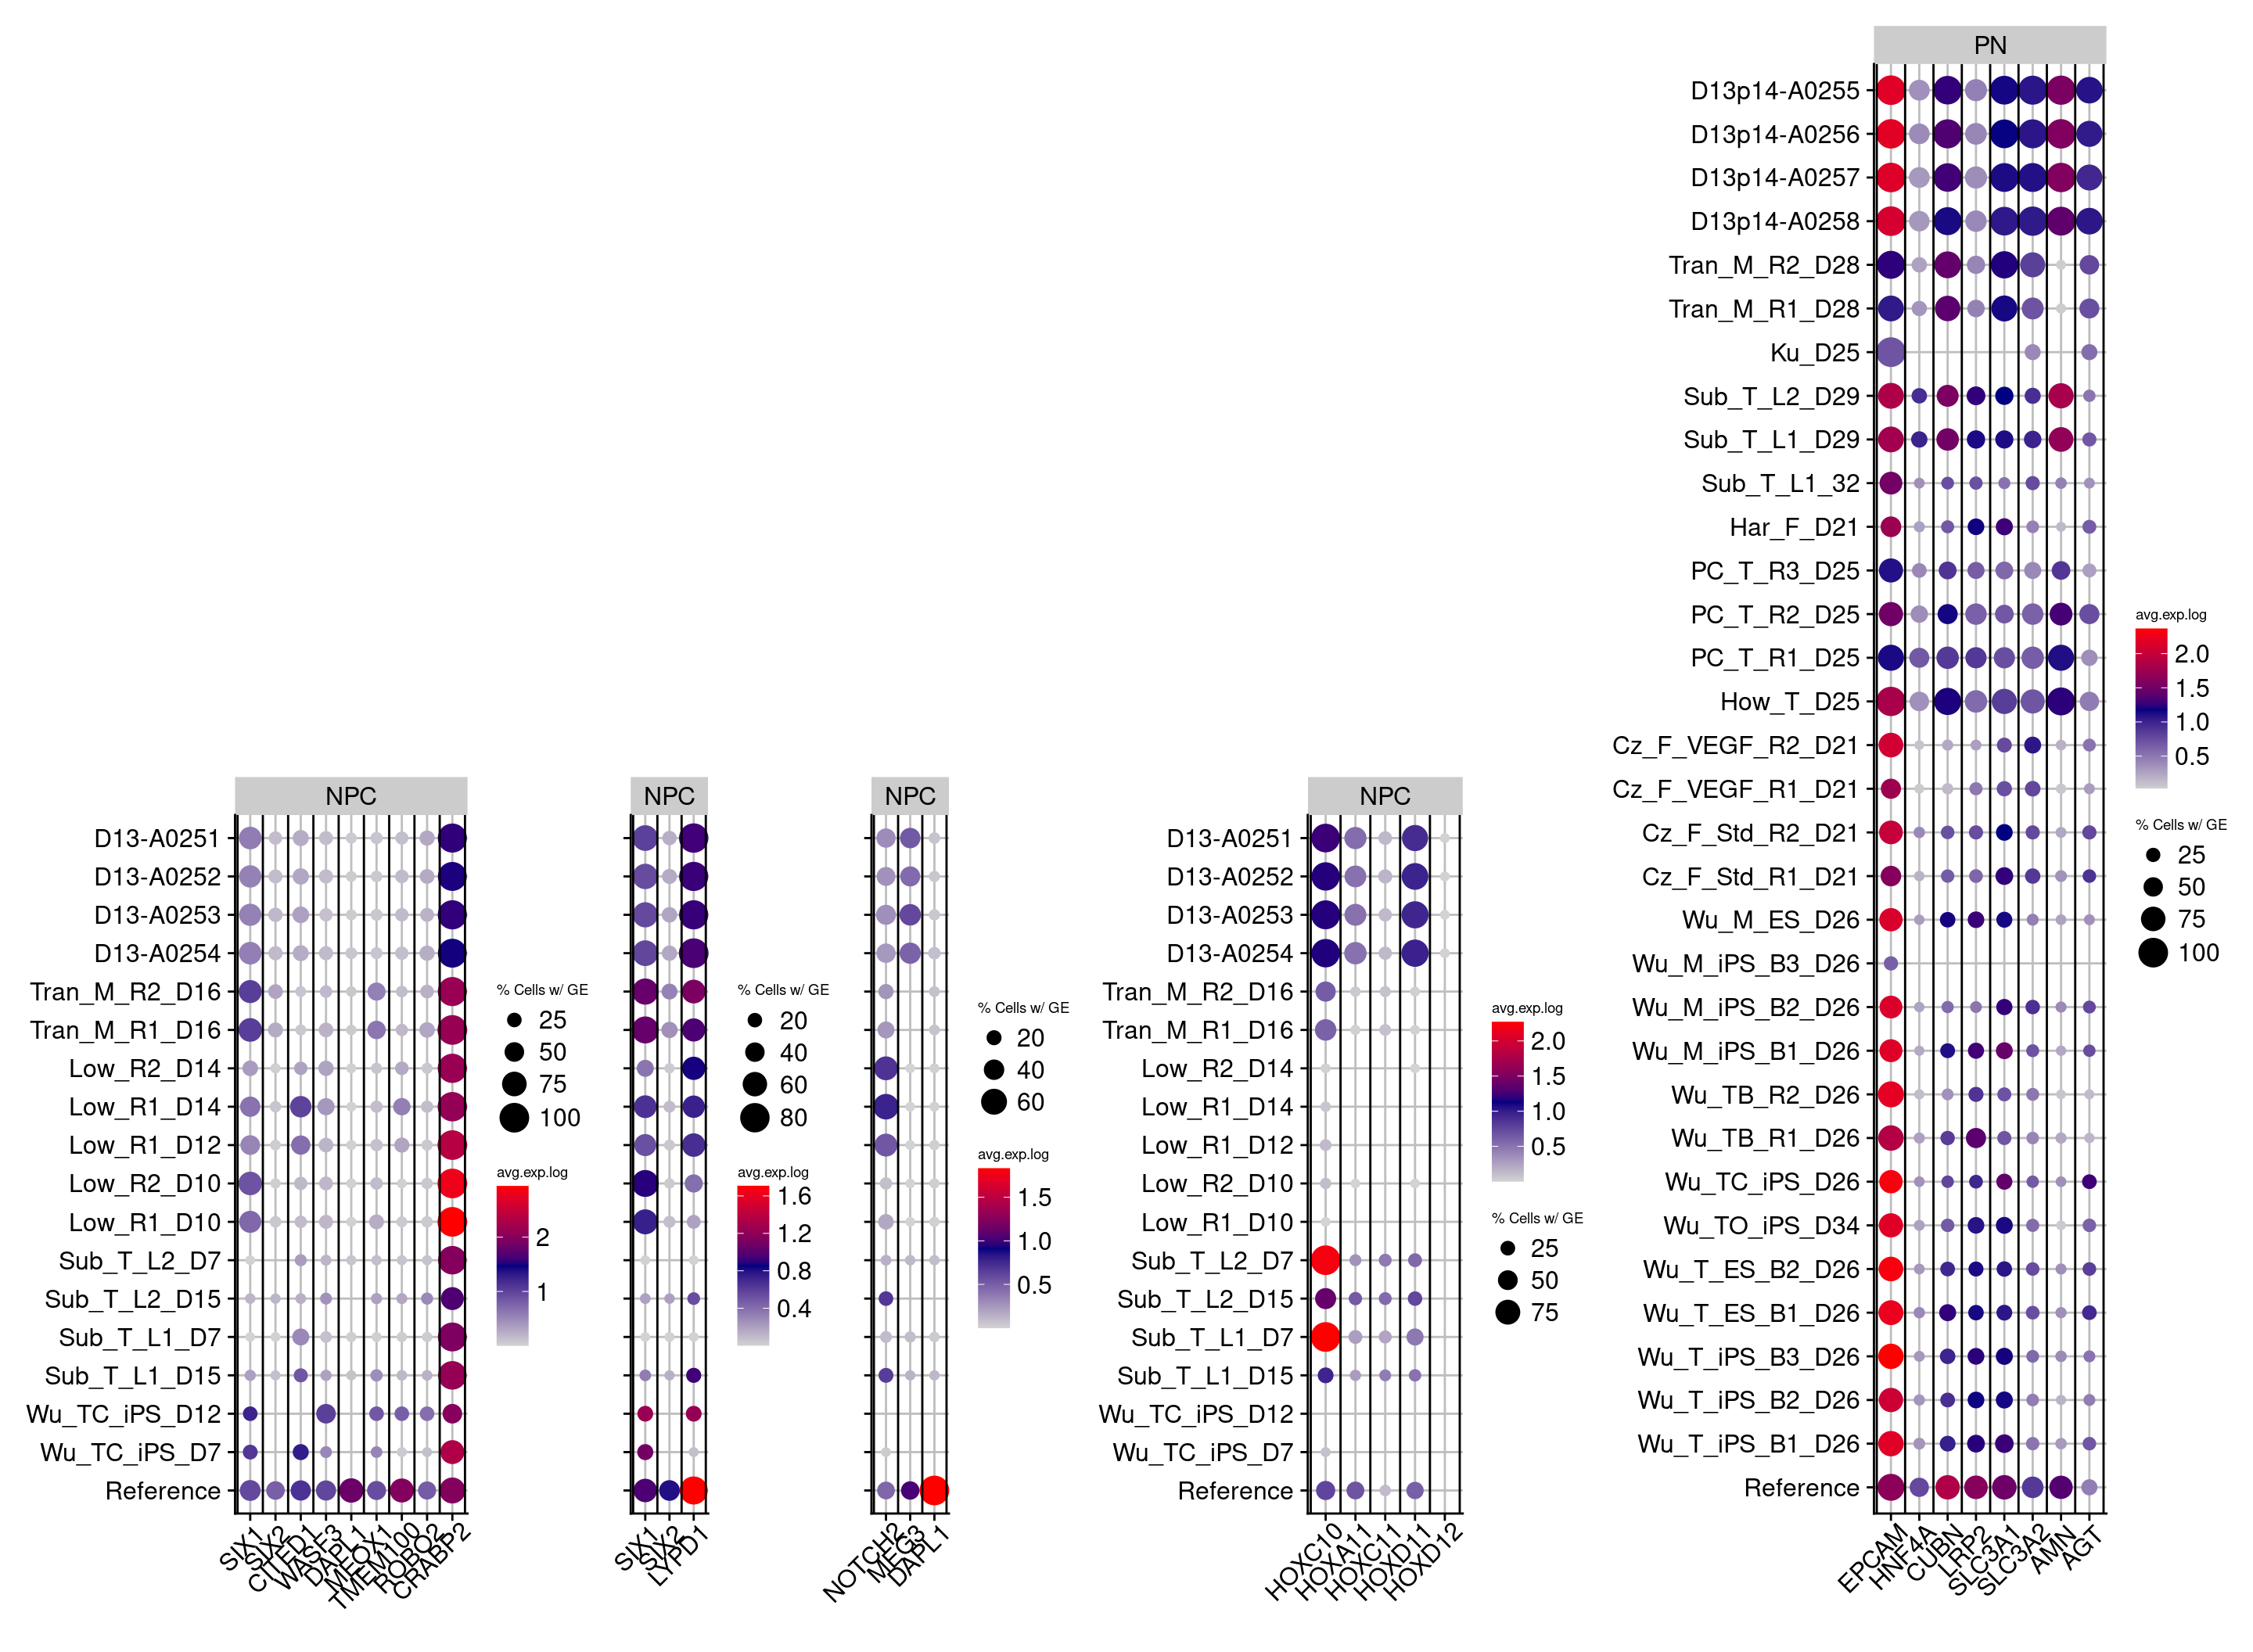 NPC
D13-A0251
D13-A0252
D13-A0253
D13-A0254
Tran_M_R2_D16
Tran_M_R1_D16
Low_R2_D14
Low_R1_D14
Low_R1_D12
Low_R2_D10
Low_R1_D10
Sub_T_L2_D7
Sub_T_L2_D15
Sub_T_L1_D7
Sub_T_L1_D15
Wu_TC_iPS_D12
Wu_TC_iPS_D7
Reference
SIX1
SIX2
CITED1
WASF3
DAPL1
MEOX1
TMEM100
ROBO2
CRABP2
% Cells w/ GE
25
50
75
100
avg.exp.log
2
1
NPC
SIX1
SIX2
LYPD1
% Cells w/ GE
20
40
60
80
avg.exp.log
1.6
1.2
0.8
0.4
NPC
NOTCH2
MEG3
DAPL1
% Cells w/ GE
20
40
60
avg.exp.log
1.5
1.0
0.5
NPC
D13-A0251
D13-A0252
D13-A0253
D13-A0254
Tran_M_R2_D16
Tran_M_R1_D16
Low_R2_D14
Low_R1_D14
Low_R1_D12
Low_R2_D10
Low_R1_D10
Sub_T_L2_D7
Sub_T_L2_D15
Sub_T_L1_D7
Sub_T_L1_D15
Wu_TC_iPS_D12
Wu_TC_iPS_D7
Reference
HOXC10
HOXA11
HOXC11
HOXD11
HOXD12
avg.exp.log
2.0
1.5
1.0
0.5
% Cells w/ GE
25
50
75
PN
D13p14-A0255
D13p14-A0256
D13p14-A0257
D13p14-A0258
Tran_M_R2_D28
Tran_M_R1_D28
Ku_D25
Sub_T_L2_D29
Sub_T_L1_D29
Sub_T_L1_32
Har_F_D21
PC_T_R3_D25
PC_T_R2_D25
PC_T_R1_D25
How_T_D25
Cz_F_VEGF_R2_D21
Cz_F_VEGF_R1_D21
Cz_F_Std_R2_D21
Cz_F_Std_R1_D21
Wu_M_ES_D26
Wu_M_iPS_B3_D26
Wu_M_iPS_B2_D26
Wu_M_iPS_B1_D26
Wu_TB_R2_D26
Wu_TB_R1_D26
Wu_TC_iPS_D26
Wu_TO_iPS_D34
Wu_T_ES_B2_D26
Wu_T_ES_B1_D26
Wu_T_iPS_B3_D26
Wu_T_iPS_B2_D26
Wu_T_iPS_B1_D26
Reference
EPCAM
HNF4A
CUBN
LRP2
SLC3A1
SLC3A2
AMN
AGT
avg.exp.log
2.0
1.5
1.0
0.5
% Cells w/ GE
25
50
75
100